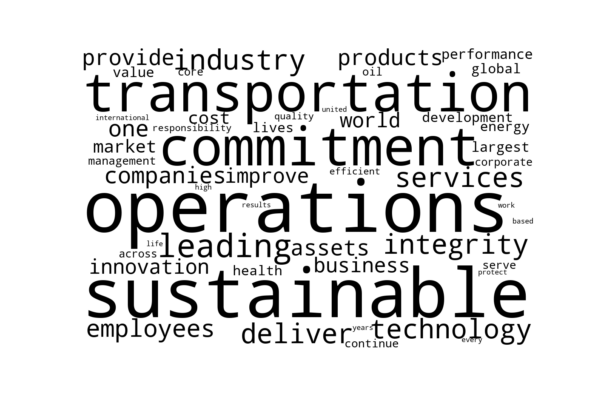 provide industry products performance
value core oil global
transportation
international united
cost quality world development
one responsibility lives energy
market commitment largest
management corporate
companies improve efficient services
high
operations
results work
based
life leading assets integrity
across
innovation health business serve
protect
sustainable
employees deliver years technology
continue every